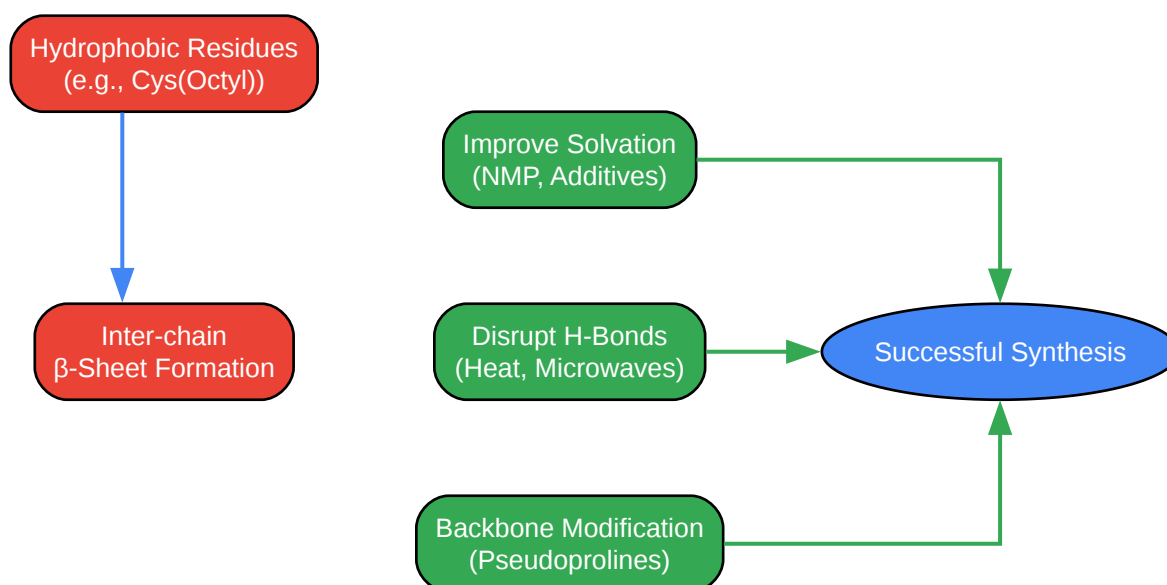 Hydrophobic Residues
(e.g., Cys(Octyl))
Inter-chain
β-Sheet Formation
Improve Solvation
(NMP, Additives)
Disrupt H-Bonds
(Heat, Microwaves)
Backbone Modification
(Pseudoprolines)
Successful Synthesis